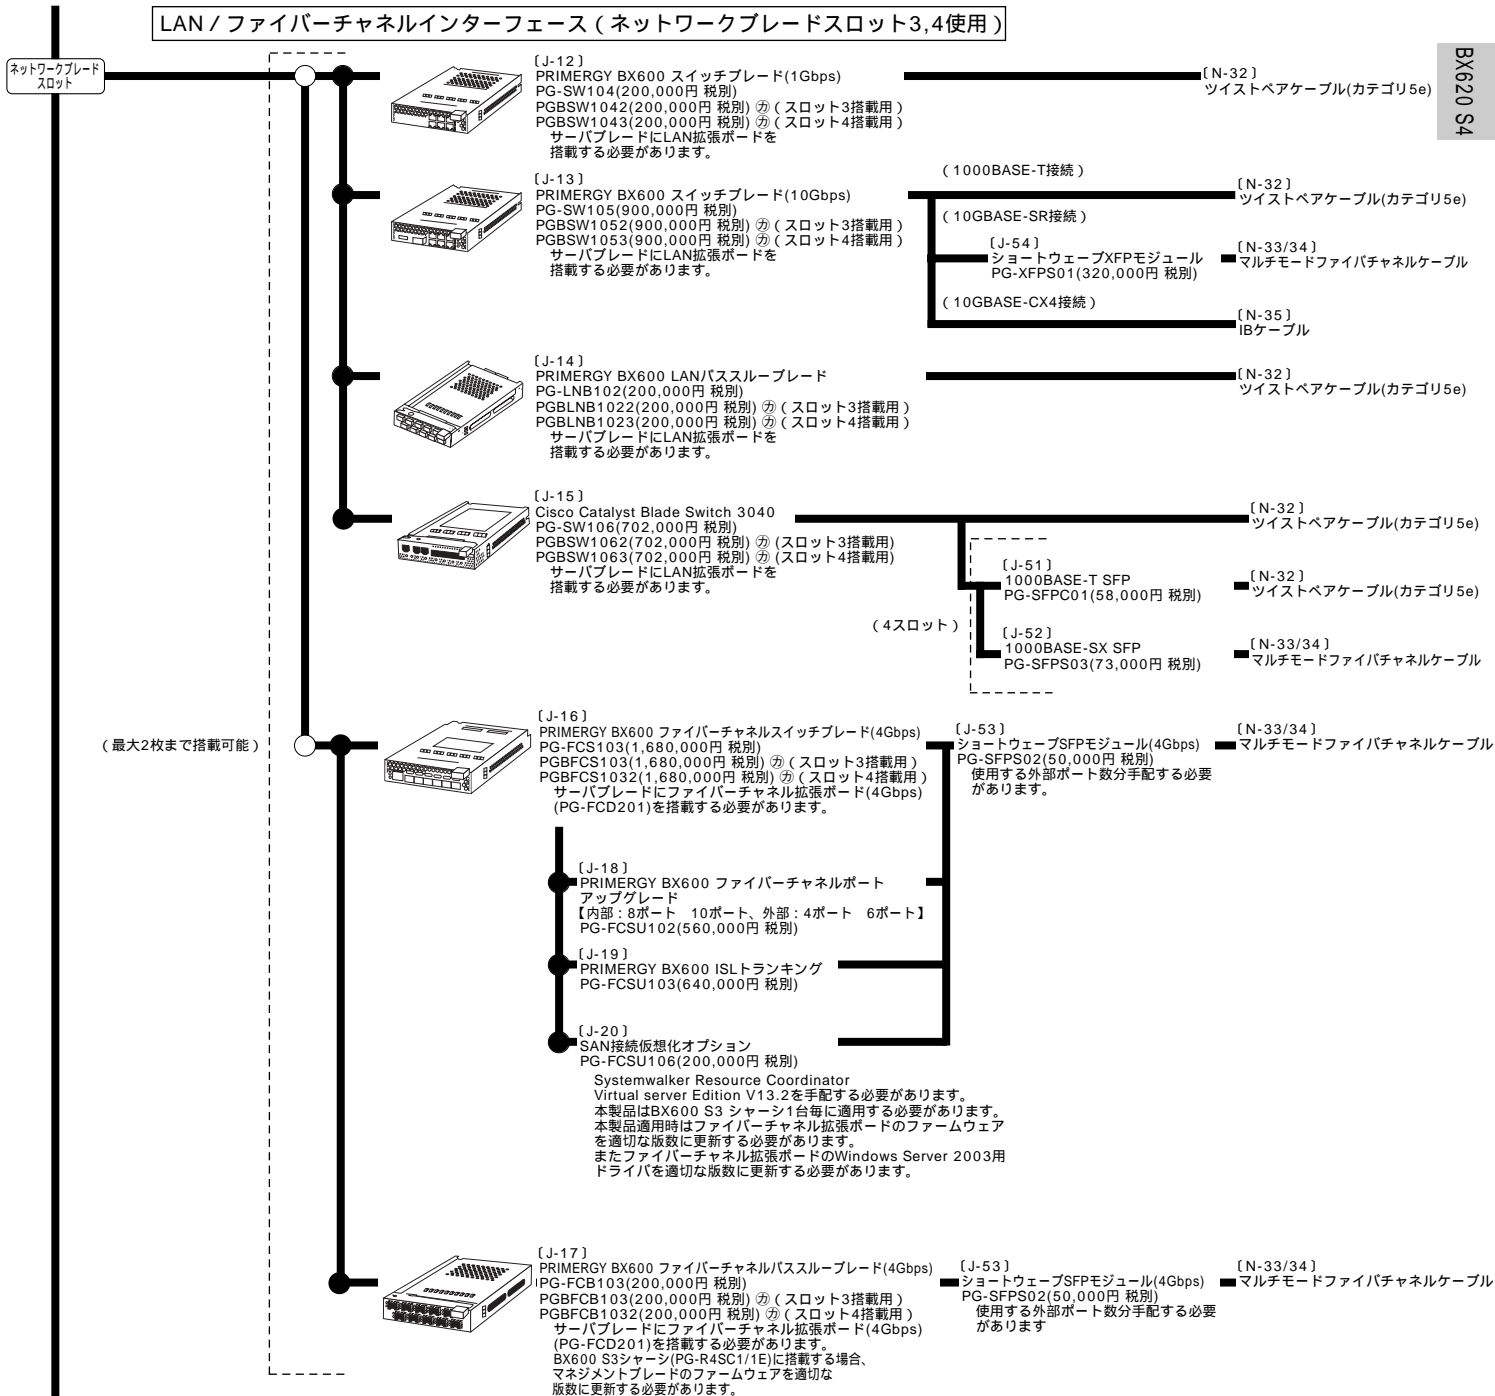 LAN / ファイバーチャネルインターフェース ( ネットワークブレードスロット3,4使用 )
BX620 S4
ネットワークブレード
スロット
〔J-12〕
PRIMERGY BX600 スイッチブレード(1Gbps)
PG-SW104(200,000円 税別)
PGBSW1042(200,000円 税別) ㋕ ( スロット3搭載用 )
PGBSW1043(200,000円 税別) ㋕ ( スロット4搭載用 )
サーバブレードにLAN拡張ボードを
搭載する必要があります。
〔N-32〕
ツイストペアケーブル(カテゴリ5e)
〔J-13〕
PRIMERGY BX600 スイッチブレード(10Gbps)
PG-SW105(900,000円 税別)
PGBSW1052(900,000円 税別) ㋕ ( スロット3搭載用 )
PGBSW1053(900,000円 税別) ㋕ ( スロット4搭載用 )
サーバブレードにLAN拡張ボードを
搭載する必要があります。
( 1000BASE-T接続 )
〔N-32〕
ツイストペアケーブル(カテゴリ5e)
( 10GBASE-SR接続 )
〔J-54〕
ショートウェーブXFPモジュール
PG-XFPS01(320,000円 税別)
〔N-33/34〕
マルチモードファイバチャネルケーブル
( 10GBASE-CX4接続 )
〔N-35〕
IBケーブル
〔J-14〕
PRIMERGY BX600 LANパススルーブレード
PG-LNB102(200,000円 税別)
PGBLNB1022(200,000円 税別) ㋕ ( スロット3搭載用 )
PGBLNB1023(200,000円 税別) ㋕ ( スロット4搭載用 )
サーバブレードにLAN拡張ボードを
搭載する必要があります。
〔N-32〕
ツイストペアケーブル(カテゴリ5e)
〔J-15〕
Cisco Catalyst Blade Switch 3040
PG-SW106(702,000円 税別)
PGBSW1062(702,000円 税別) ㋕ (スロット3搭載用)
PGBSW1063(702,000円 税別) ㋕ (スロット4搭載用)
サーバブレードにLAN拡張ボードを
搭載する必要があります。
〔N-32〕
ツイストペアケーブル(カテゴリ5e)
( 4スロット )
〔J-51〕
1000BASE-T SFP
PG-SFPC01(58,000円 税別)
〔N-32〕
ツイストペアケーブル(カテゴリ5e)
〔J-52〕
1000BASE-SX SFP
PG-SFPS03(73,000円 税別)
〔N-33/34〕
マルチモードファイバチャネルケーブル
( 最大2枚まで搭載可能 )
〔J-16〕
PRIMERGY BX600 ファイバーチャネルスイッチブレード(4Gbps)
PG-FCS103(1,680,000円 税別)
PGBFCS103(1,680,000円 税別) ㋕ ( スロット3搭載用 )
PGBFCS1032(1,680,000円 税別) ㋕ ( スロット4搭載用 )
サーバブレードにファイバーチャネル拡張ボード(4Gbps)
(PG-FCD201)を搭載する必要があります。
〔J-53〕
ショートウェーブSFPモジュール(4Gbps)
PG-SFPS02(50,000円 税別)
使用する外部ポート数分手配する必要
があります。
〔N-33/34〕
マルチモードファイバチャネルケーブル
〔J-18〕
PRIMERGY BX600 ファイバーチャネルポート
アップグレード
【内部：8ポート　10ポート、外部：4ポート　6ポート】
PG-FCSU102(560,000円 税別)
〔J-19〕
PRIMERGY BX600 ISLトランキング
PG-FCSU103(640,000円 税別)
〔J-20〕
SAN接続仮想化オプション
PG-FCSU106(200,000円 税別)
Systemwalker Resource Coordinator
Virtual server Edition V13.2を手配する必要があります。
本製品はBX600 S3 シャーシ1台毎に適用する必要があります。
本製品適用時はファイバーチャネル拡張ボードのファームウェア
を適切な版数に更新する必要があります。
またファイバーチャネル拡張ボードのWindows Server 2003用
ドライバを適切な版数に更新する必要があります。
〔J-17〕
PRIMERGY BX600 ファイバーチャネルパススルーブレード(4Gbps)
PG-FCB103(200,000円 税別)
PGBFCB103(200,000円 税別) ㋕ ( スロット3搭載用 )
PGBFCB1032(200,000円 税別) ㋕ ( スロット4搭載用 )
サーバブレードにファイバーチャネル拡張ボード(4Gbps)
(PG-FCD201)を搭載する必要があります。
BX600 S3シャーシ(PG-R4SC1/1E)に搭載する場合、
マネジメントブレードのファームウェアを適切な
版数に更新する必要があります。
〔J-53〕
ショートウェーブSFPモジュール(4Gbps)
PG-SFPS02(50,000円 税別)
使用する外部ポート数分手配する必要
があります
〔N-33/34〕
マルチモードファイバチャネルケーブル